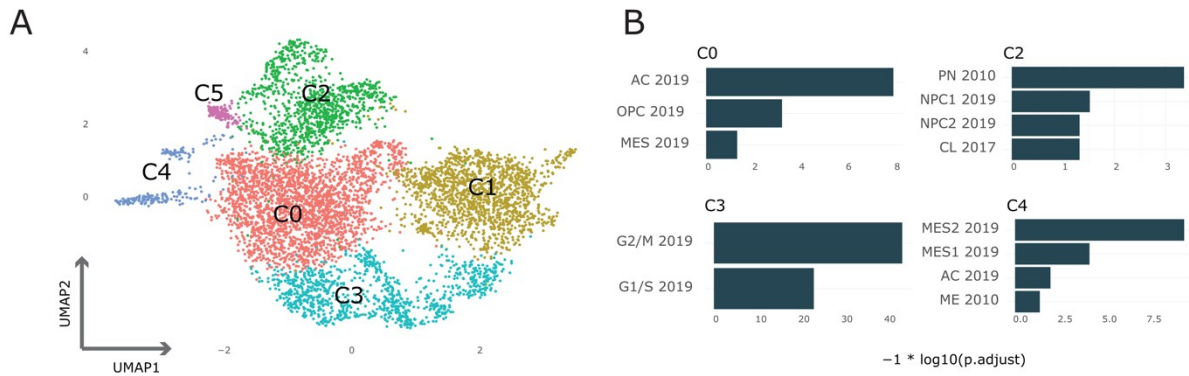 A
4
2
0
−2
0
2
UMAP2
UMAP1
C5
C2
C4
C0
C1
C3
B
C0
AC 2019
OPC 2019
MES 2019
0
2
4
6
8
C2
PN 2010
NPC1 2019
NPC2 2019
CL 2017
0
1
2
3
C3
G2/M 2019
G1/S 2019
0
10
20
30
40
C4
MES2 2019
MES1 2019
AC 2019
ME 2010
0.0
2.5
5.0
7.5
−1 * log10(p.adjust)